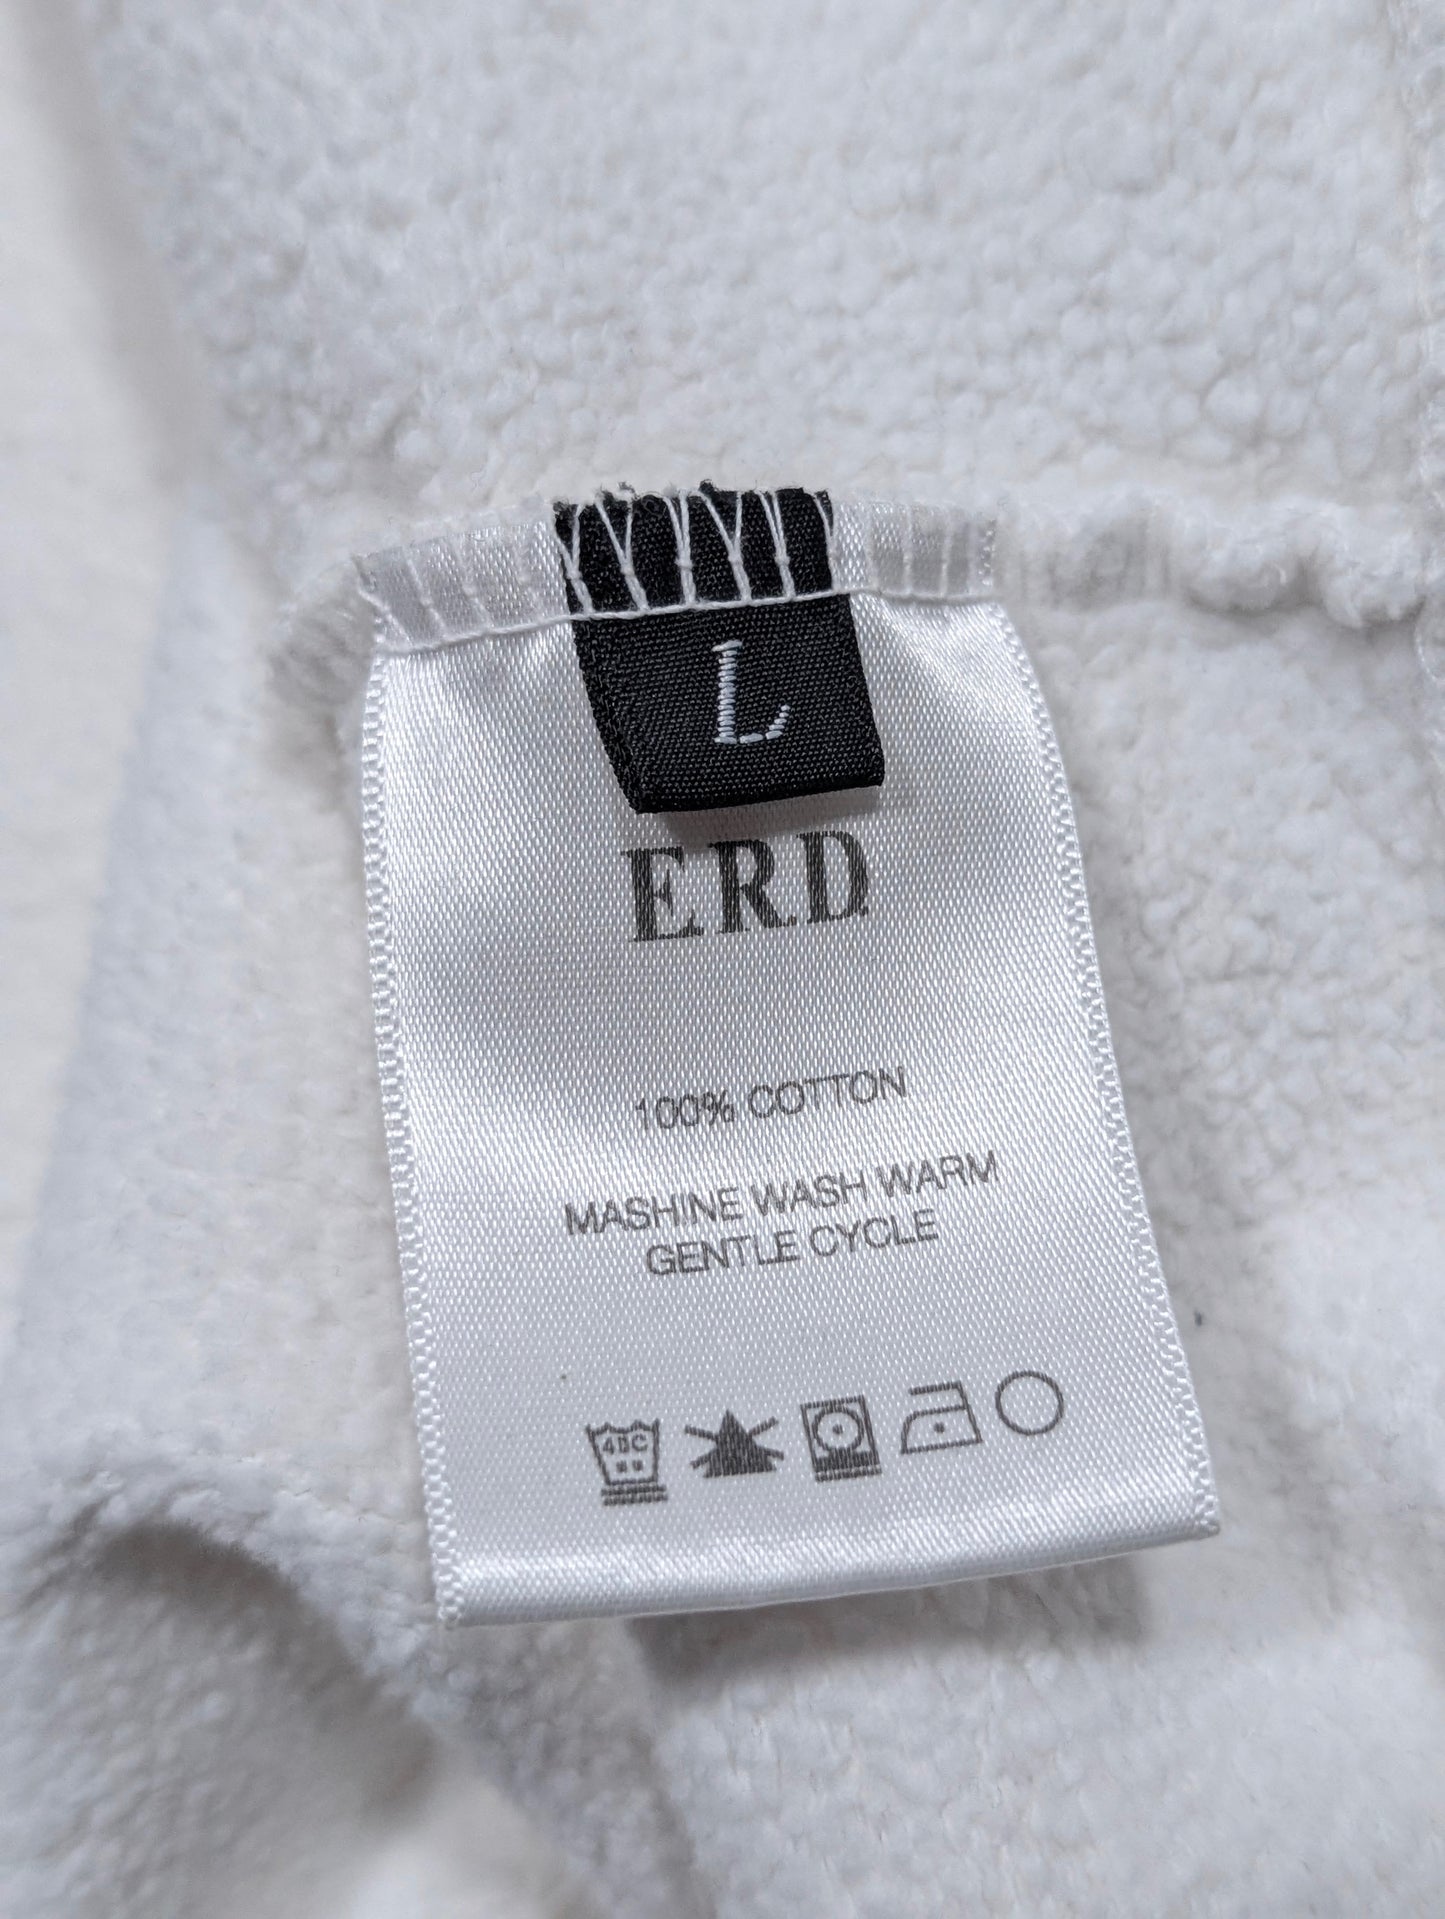 L
ERD
100% COTTON
MASHINE WASH WARM
GENTLE CYCLE
40C